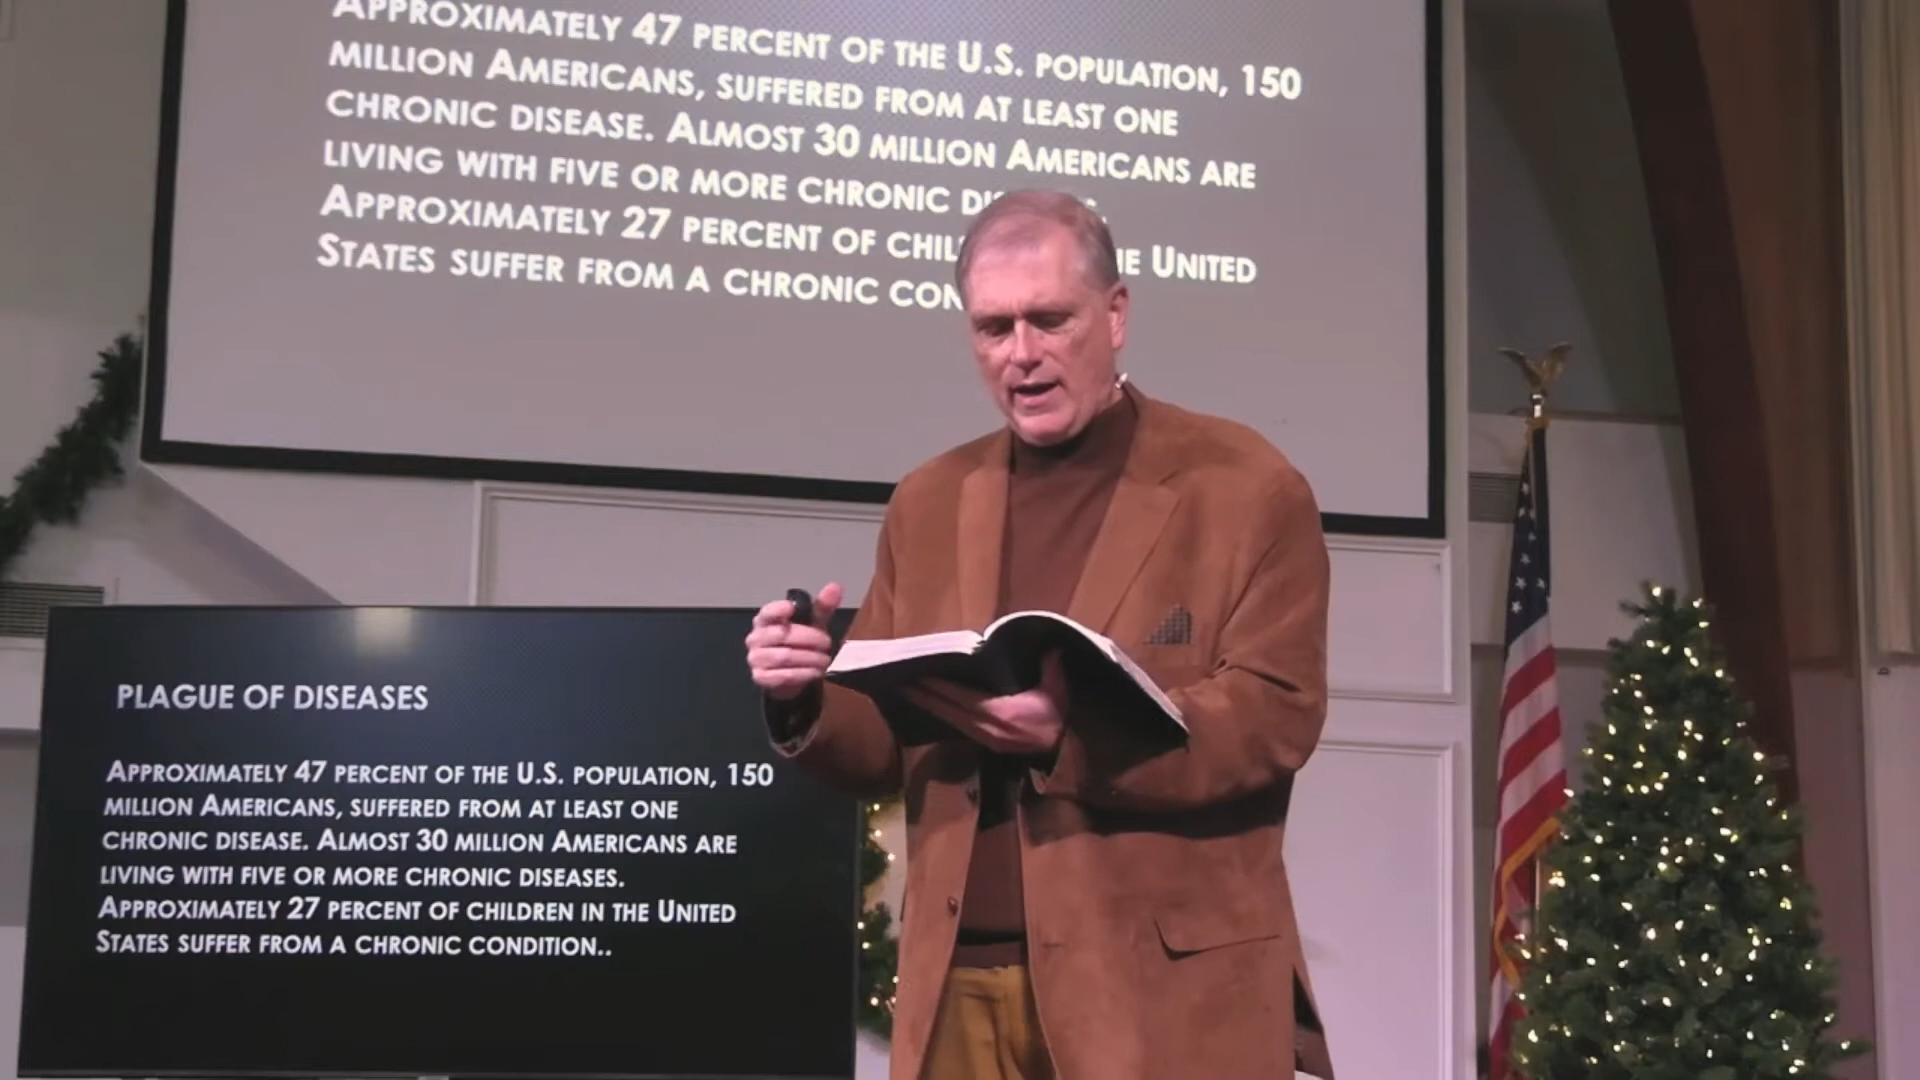 APPROXIMATELY 47 PERCENT OF THE U.S. POPULATION, 150
MILLION AMERICANS, SUFFERED FROM AT LEAST ONE
CHRONIC DISEASE. ALMOST 30 MILLION AMERICANS ARE
LIVING WITH FIVE OR MORE CHRONIC
APPROXIMATELY 27 PERCENT OF UNITED
STATES SUFFER FROM A CHRONIC
PLAGUE OF DISEASES
APPROXIMATELY 47 PERCENT OF THE U.S. POPULATION, 150
MILLION AMERICANS, SUFFERED FROM AT LEAST ONE
CHRONIC DISEASE. ALMOST 30 MILLION AMERICANS ARE
LIVING WITH FIVE OR MORE CHRONIC DISEASES.
APPROXIMATELY 27 PERCENT OF CHILDREN IN THE UNITED
STATES SUFFER FROM A CHRONIC CONDITION..